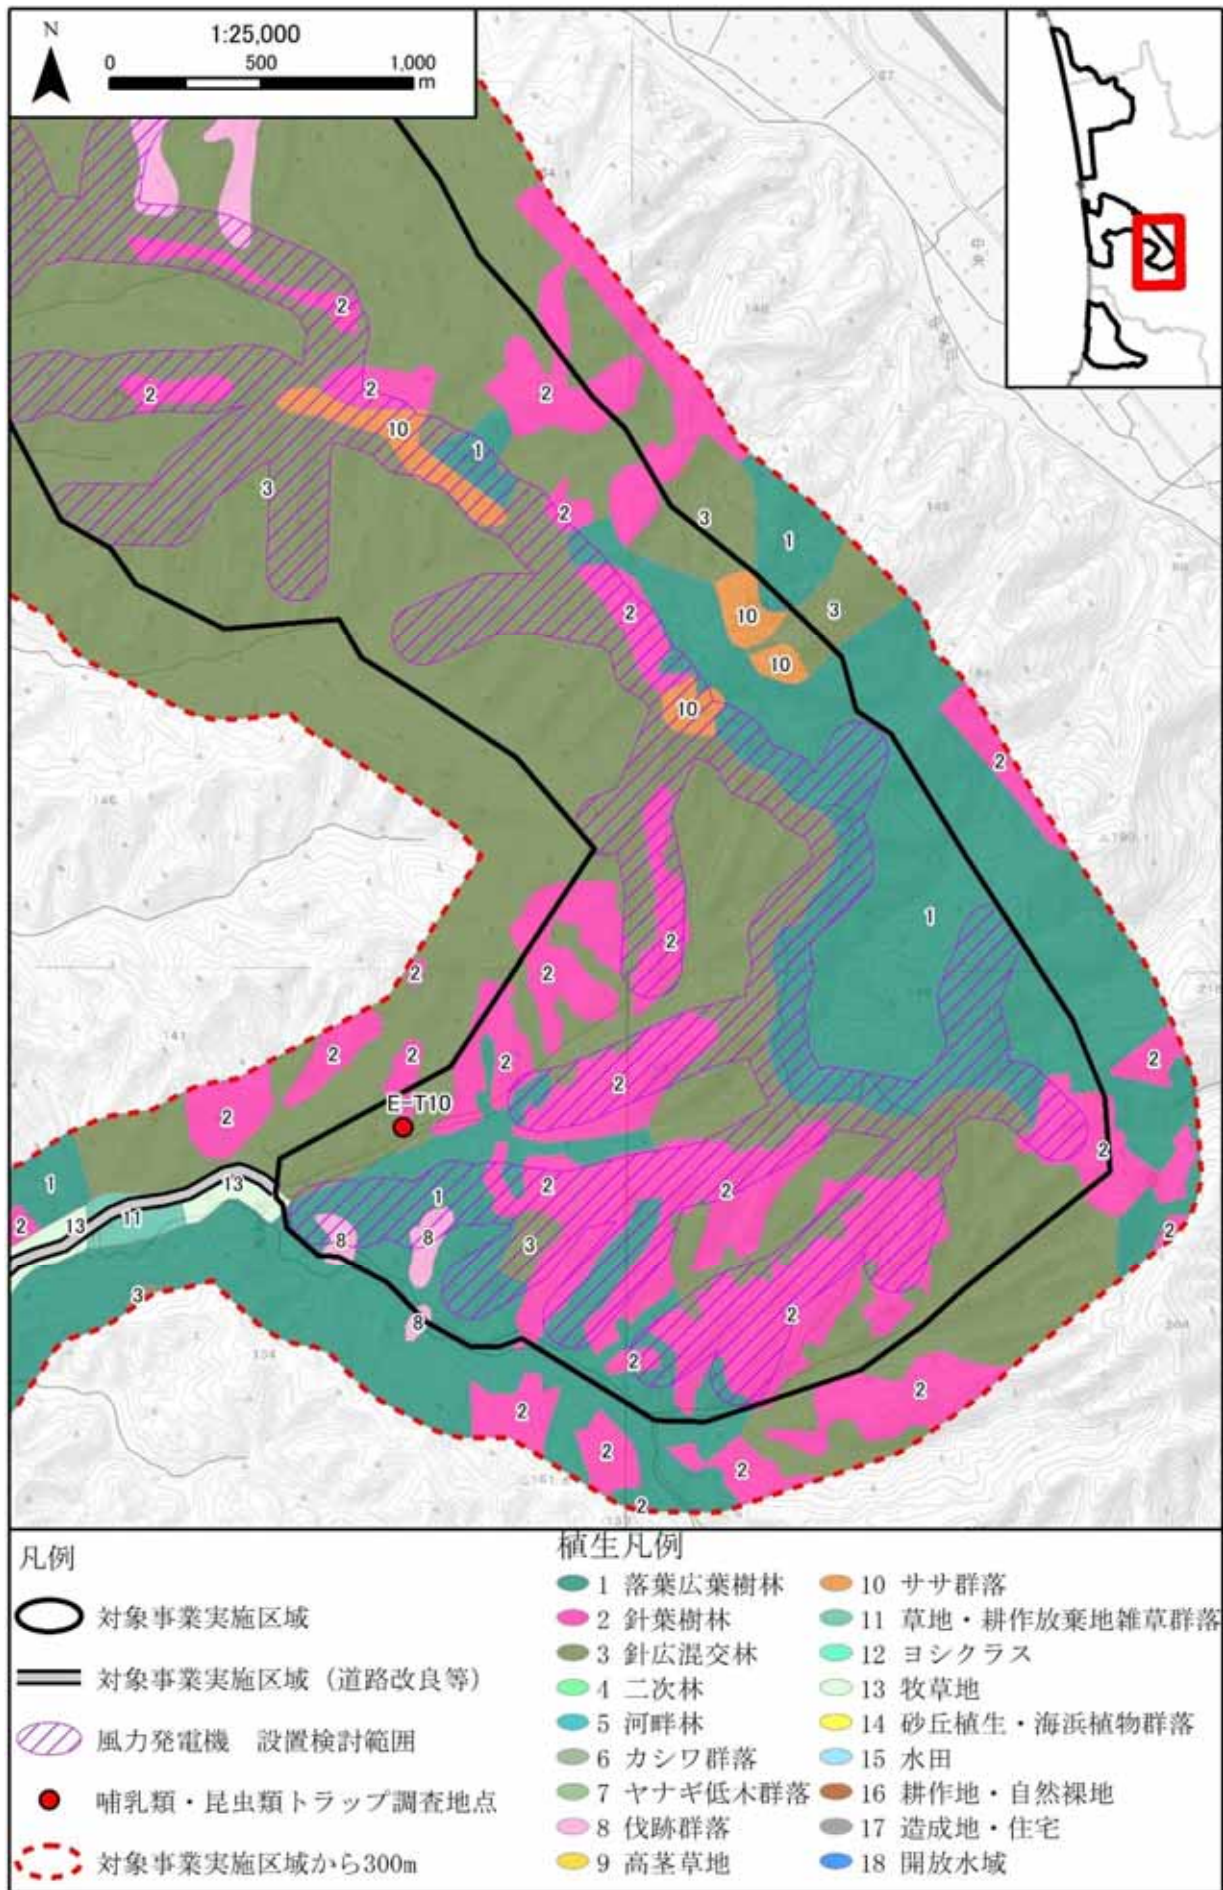 N
1:25,000
0 500 1,000
m
2
2
2
2
10
1
3
2
3
1
2
10
3
10
10
2
1
2
2
2
2
2
2
2
2
2
E-T10
2
1
13
2
13
11
1
2
2
2
8
8
3
2
3
8
2
2
2
2
2
2
凡例
対象事業実施区域
対象事業実施区域（道路改良等）
風力発電機 設置検討範囲
哺乳類・昆虫類トラップ調査地点
対象事業実施区域から300m
植生凡例
1 落葉広葉樹林
2 針葉樹林
3 針広混交林
4 二次林
5 河畔林
6 カシワ群落
7 ヤナギ低木群落
8 伐跡群落
9 高茎草地
10 ササ群落
11 草地・耕作放棄地雑草群落
12 ヨシクラス
13 牧草地
14 砂丘植生・海浜植物群落
15 水田
16 耕作地・自然裸地
17 造成地・住宅
18 開放水域